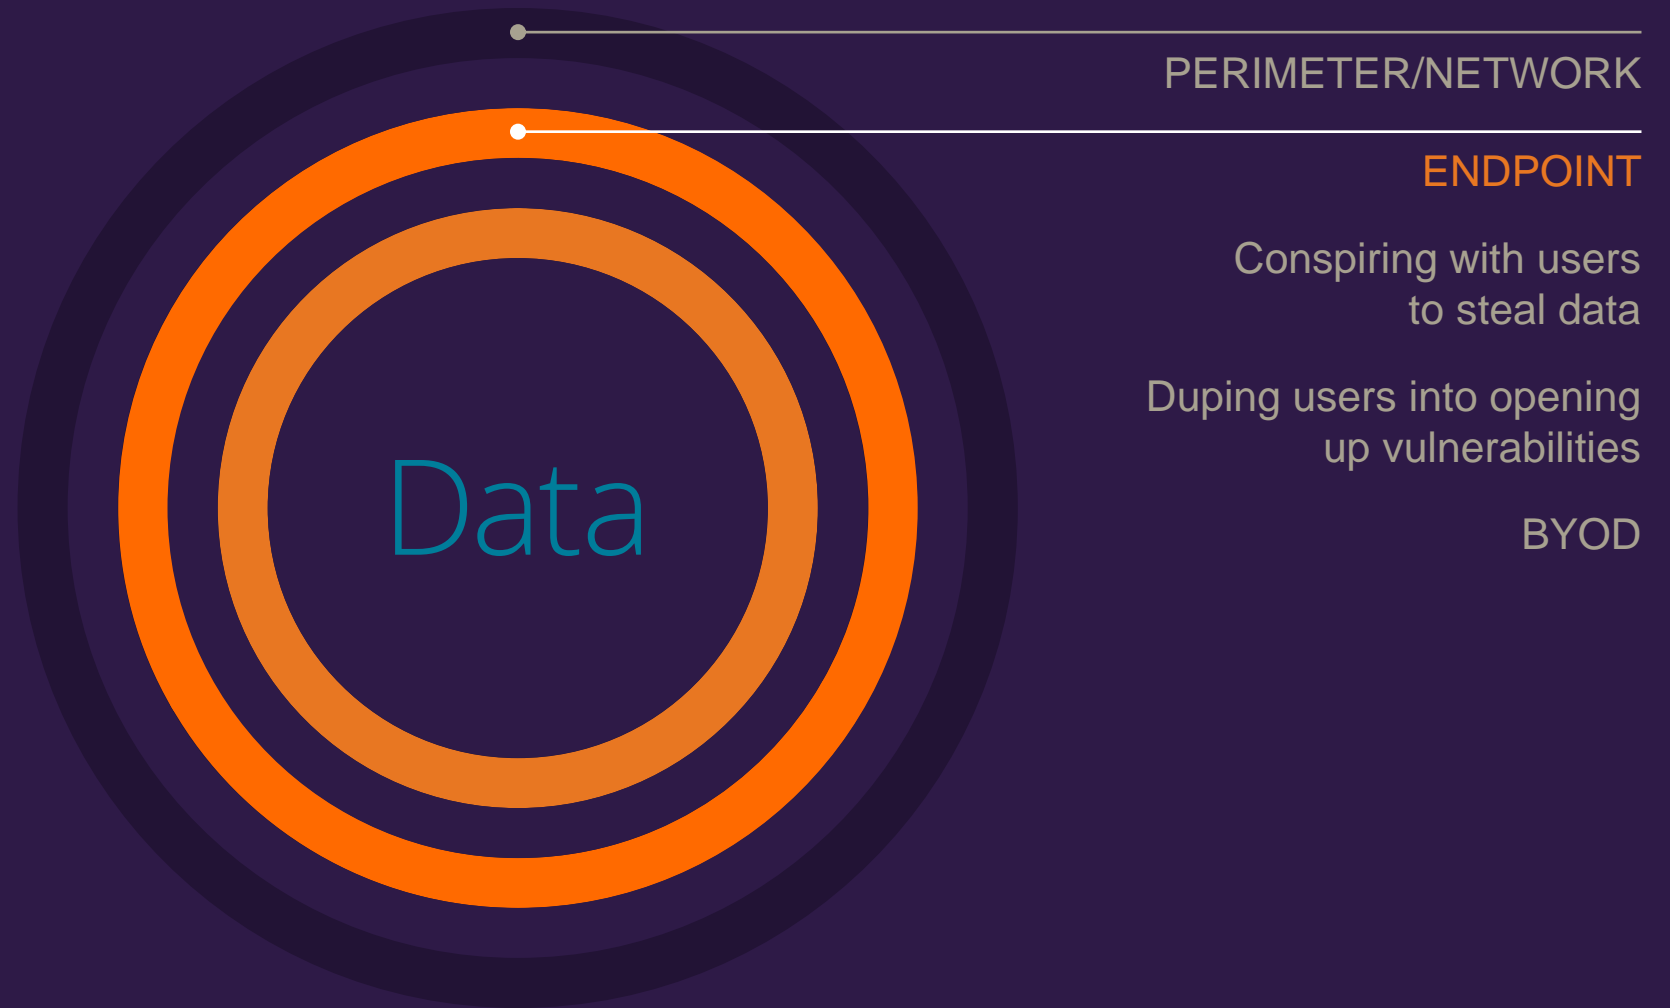 PERIMETER/NETWORK
ENDPOINT
Conspiring with users
to steal data
Duping users into opening
up vulnerabilities
BYOD
Data